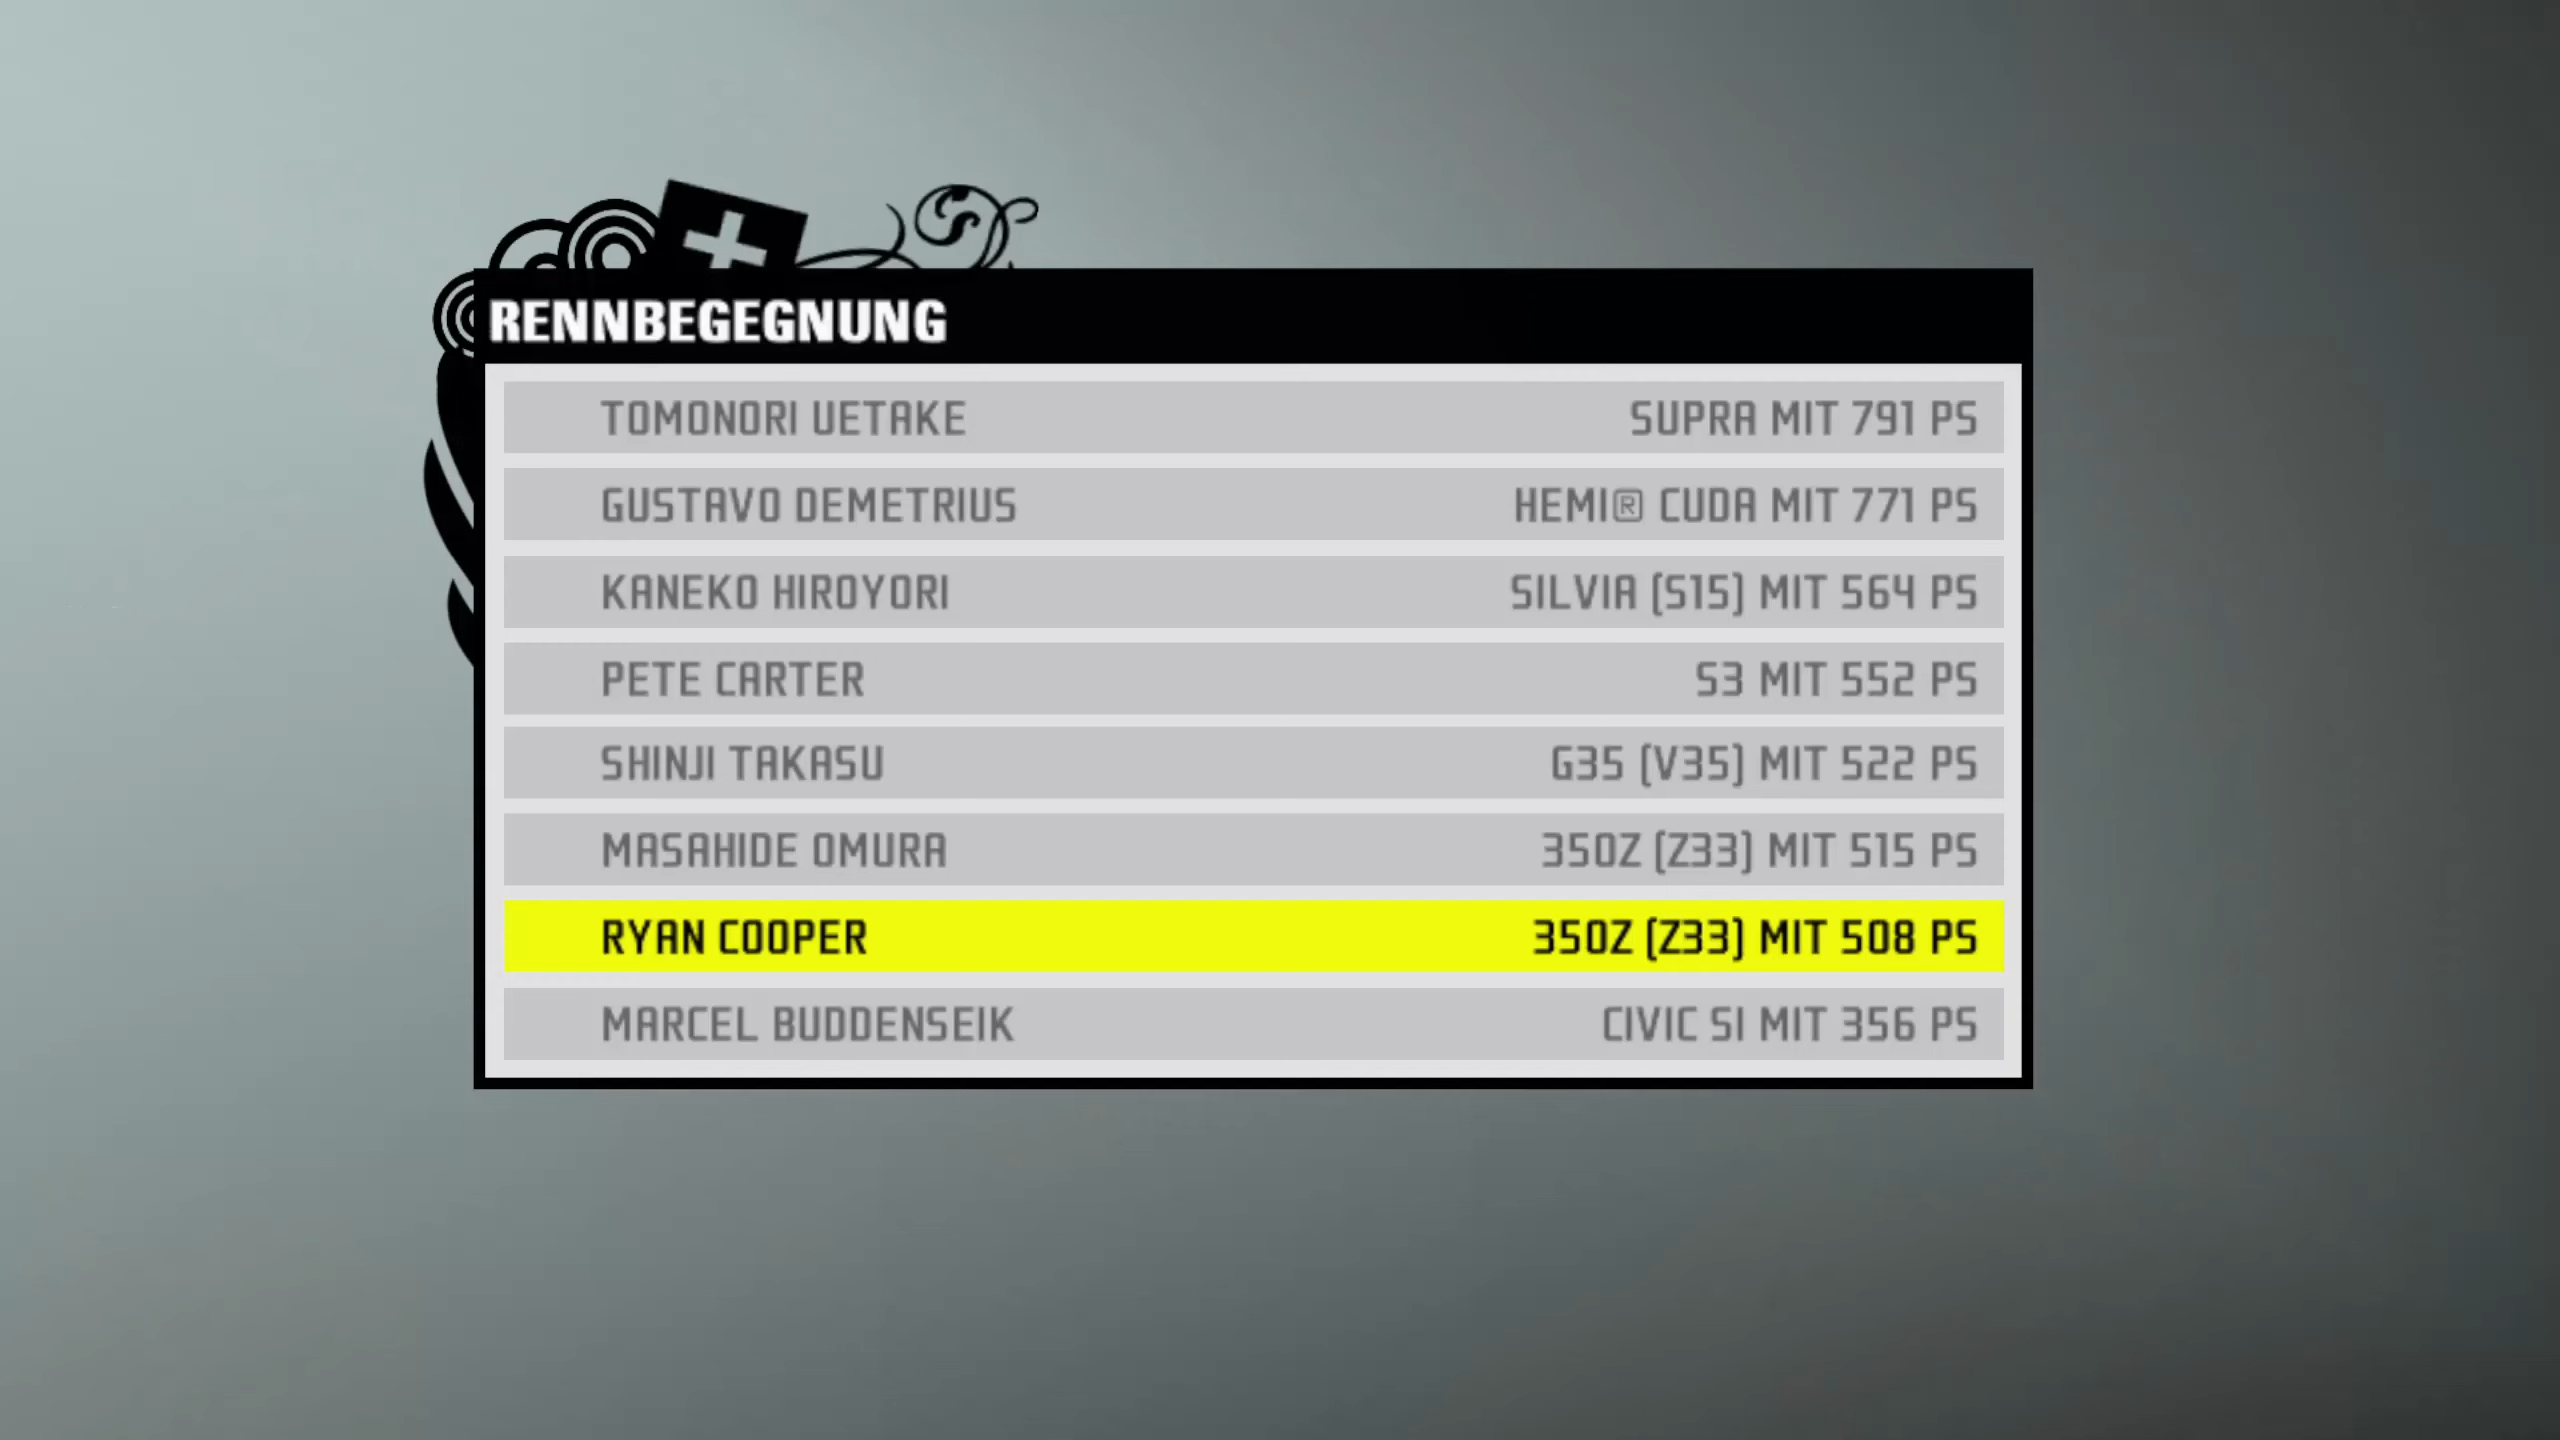 RENNBEGEGNUNG
TOMONORI UETAKE SUPRA MIT 791 PS
GUSTAVO DEMETRIUS HEMI® CUDA MIT 771 PS
KANEKO HIROYORI SILVIA (S15) MIT 564 PS
PETE CARTER S3 MIT 552 PS
SHINJI TAKASU G35 (V35) MIT 522 PS
MASAHIDE OMURA 350Z (Z33) MIT 515 PS
RYAN COOPER 350Z (Z33) MIT 508 PS
MARCEL BUDDENSEIK CIVIC SI MIT 356 PS